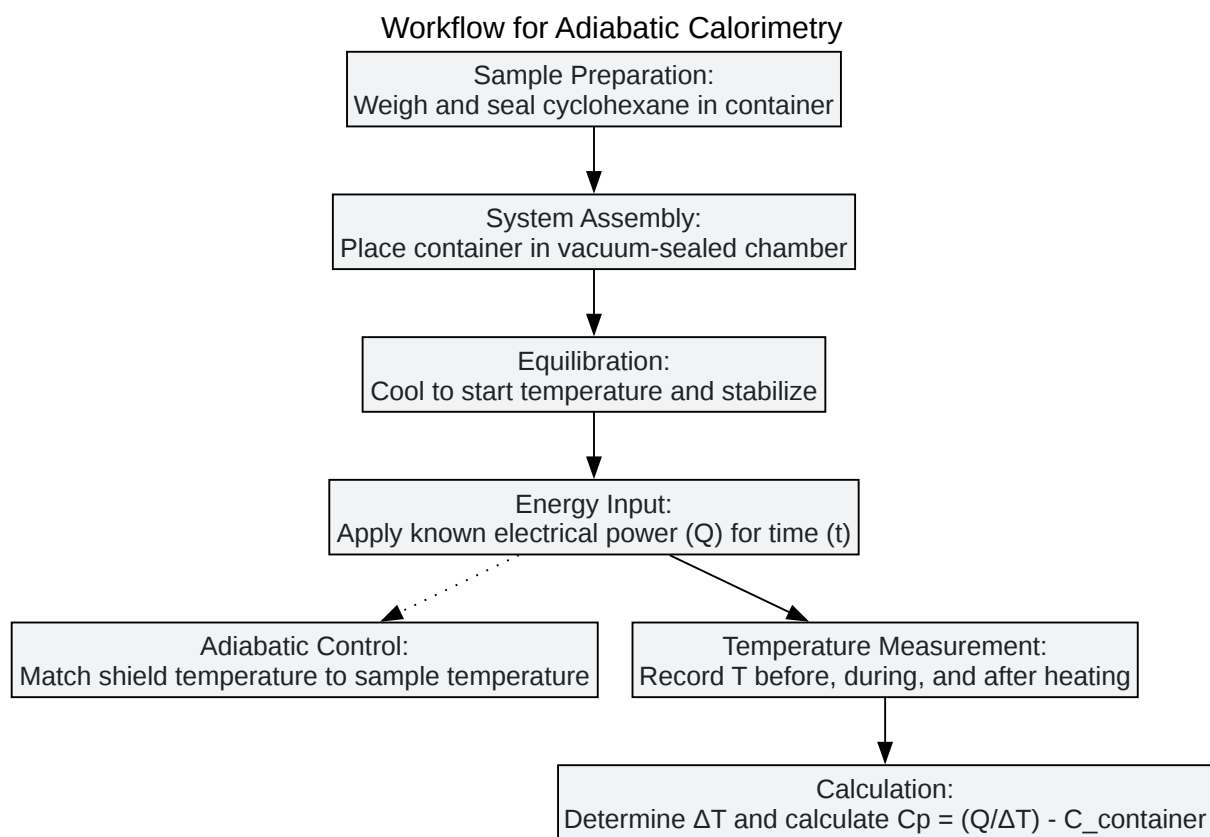 Workflow for Adiabatic Calorimetry
Sample Preparation:
Weigh and seal cyclohexane in container
System Assembly:
Place container in vacuum-sealed chamber
Equilibration:
Cool to start temperature and stabilize
Energy Input:
Apply known electrical power (Q) for time (t)
Adiabatic Control:
Match shield temperature to sample temperature
Temperature Measurement:
Record T before, during, and after heating
Calculation:
Determine ΔT and calculate Cp = (Q/ΔT) - C_container